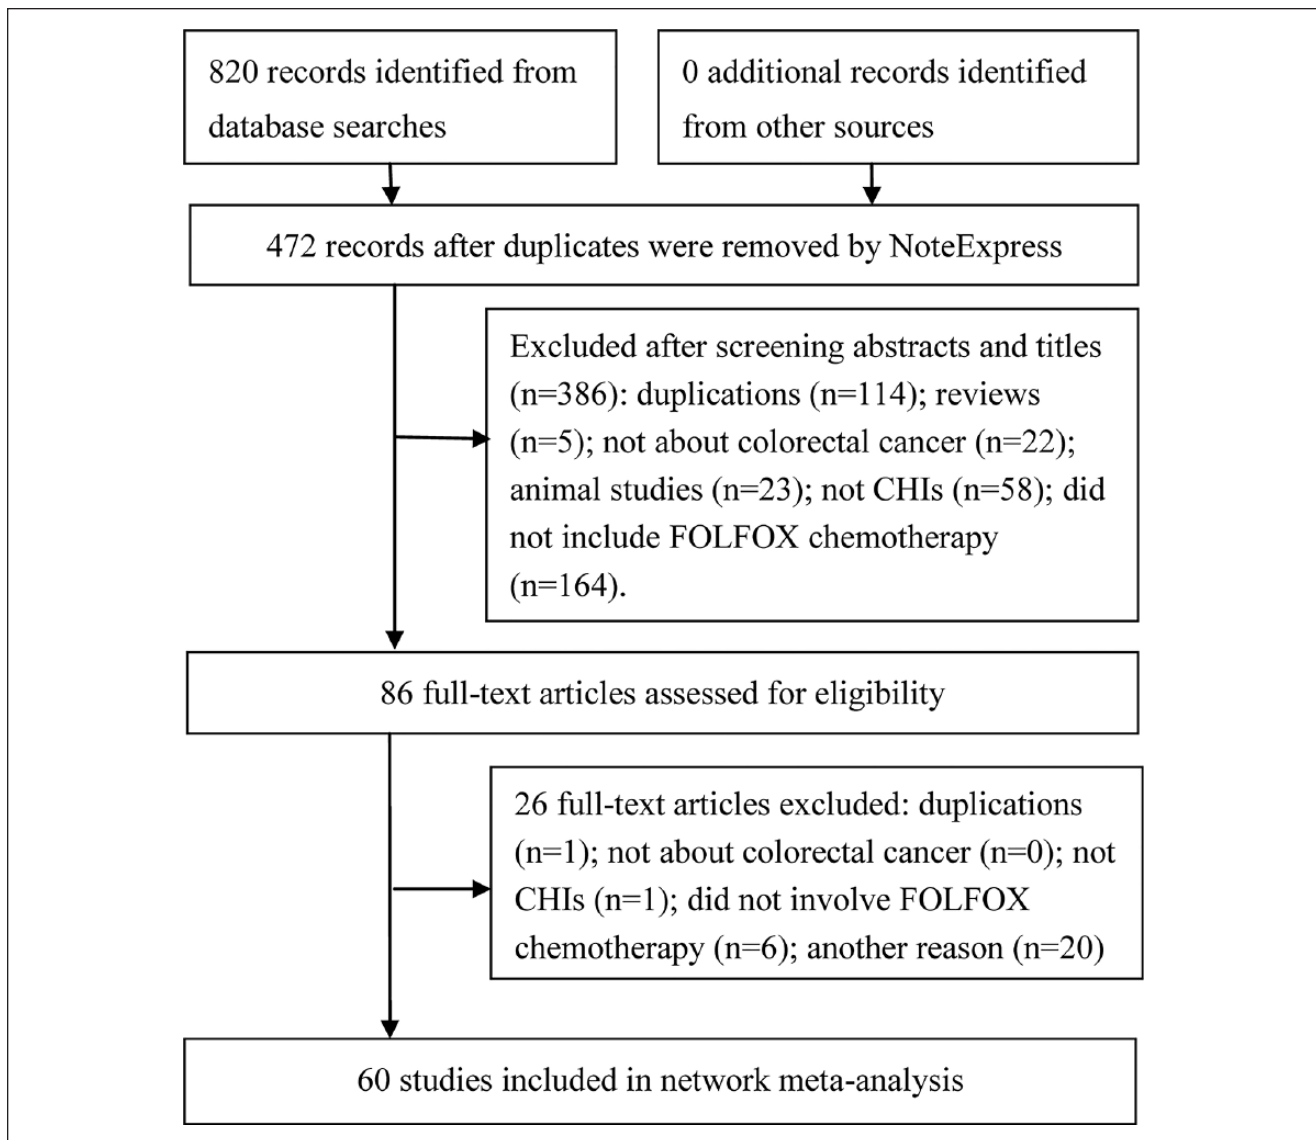 820 records identified from
database searches
0 additional records identified
from other sources
472 records after duplicates were removed by NoteExpress
Excluded after screening abstracts and titles
(n=386): duplications (n=114); reviews
(n=5); not about colorectal cancer (n=22);
animal studies (n=23); not CHIs (n=58); did
not include FOLFOX chemotherapy
(n=164).
86 full-text articles assessed for eligibility
26 full-text articles excluded: duplications
(n=1); not about colorectal cancer (n=0); not
CHIs (n=1); did not involve FOLFOX
chemotherapy (n=6); another reason (n=20)
60 studies included in network meta-analysis